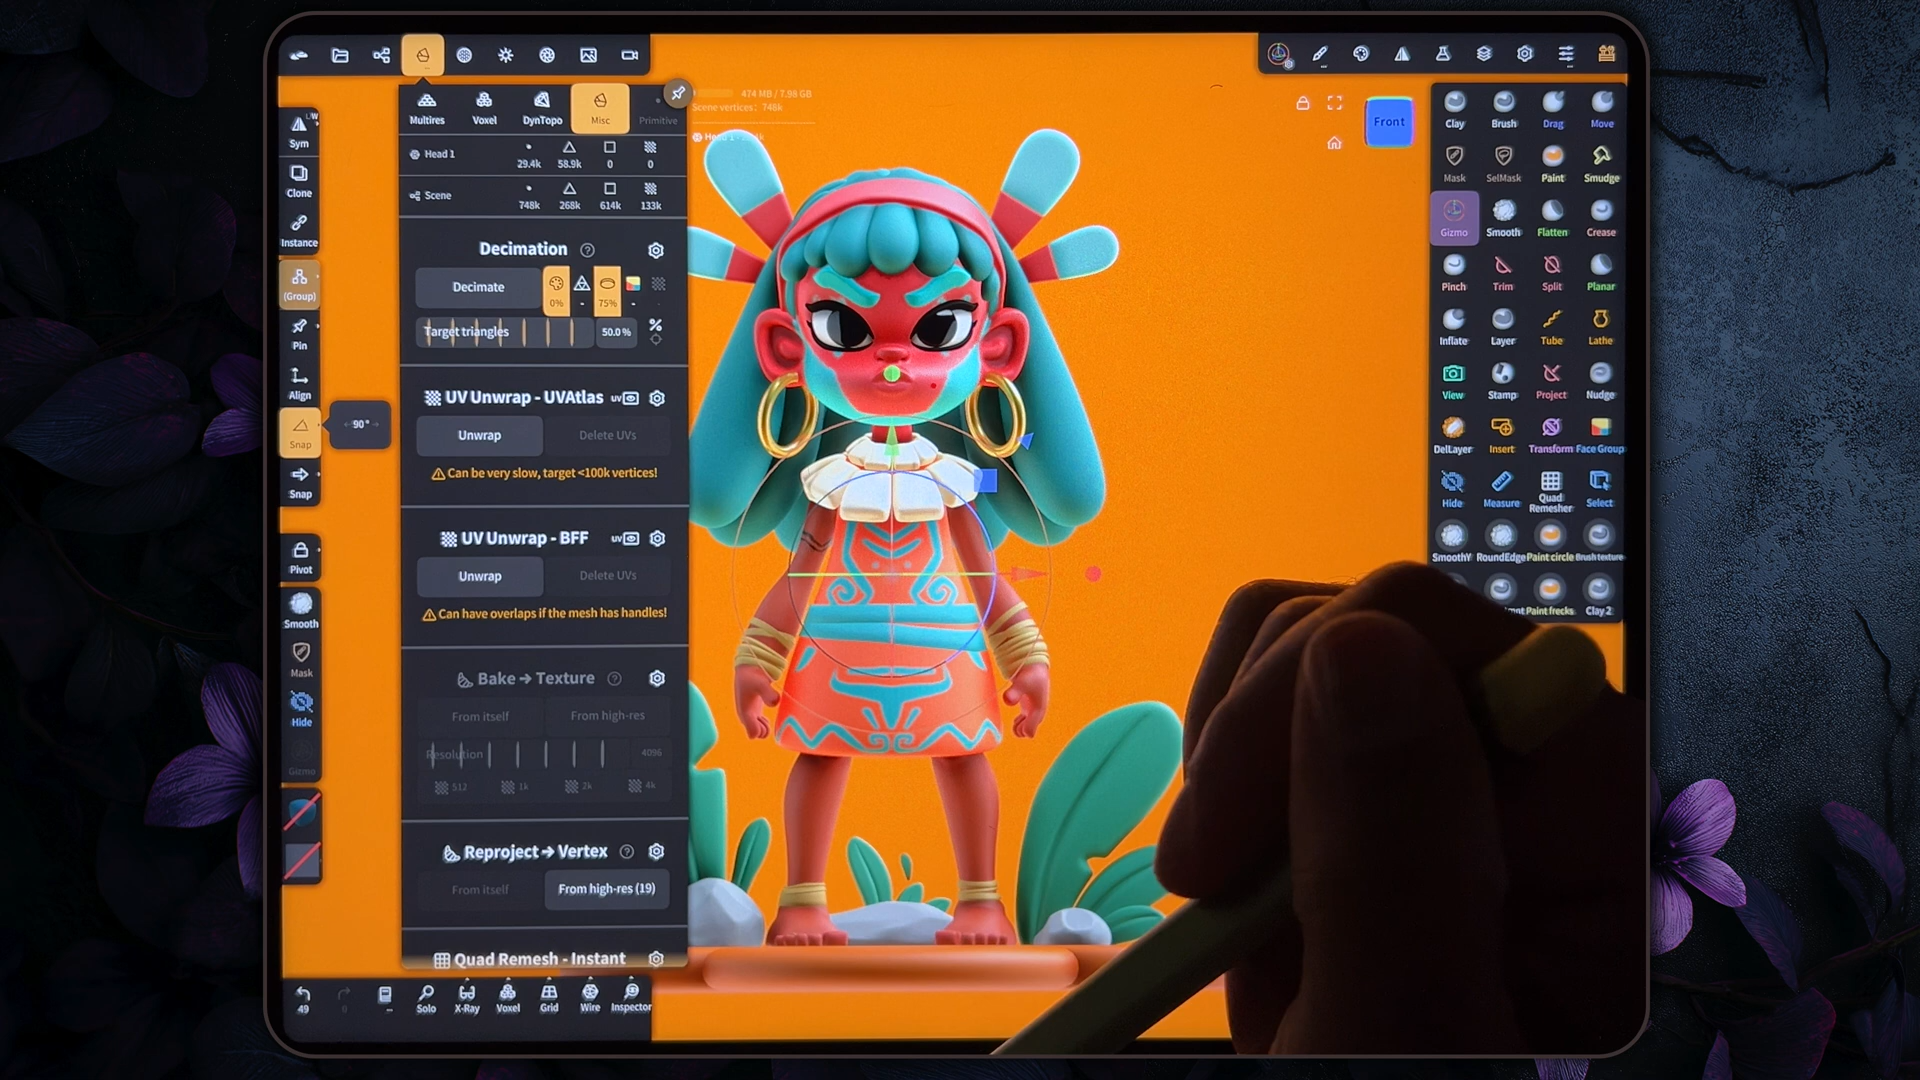 474 MB / 7.98 GB
Scene vertices: 748k
Front
Sym
Clone
Instance
(Group)
Pin
Align
Snap
90°
Snap
Pivot
Smooth
Mask
Hide
Gizmo
Multires
Voxel
DynTopo
Misc
Primitive
Head 1
29.4k
58.9k
0
0
Scene
748k
268k
614k
133k
Decimation
Decimate
0%
-
75%
-
Target triangles
50.0 %
%
UV Unwrap - UVAtlas
UV
Unwrap
Delete UVs
Can be very slow, target <100k vertices!
UV Unwrap - BFF
UV
Unwrap
Delete UVs
Can have overlaps if the mesh has handles!
Bake → Texture
From itself
From high-res
Resolution
4096
512
1k
2k
4k
Reproject → Vertex
From itself
From high-res (19)
Quad Remesh - Instant
49
0
Solo
X-Ray
Voxel
Grid
Wire
Inspector
Clay
Brush
Drag
Move
Mask
SelMask
Paint
Smudge
Gizmo
Smooth
Flatten
Crease
Pinch
Trim
Split
Planar
Inflate
Layer
Tube
Lathe
View
Stamp
Project
Nudge
DelLayer
Insert
Transform
Face Group
Hide
Measure
Quad Remesher
Select
SmoothY
RoundEdge
Paint circle
Brush texture
Paint frecks
Clay 2